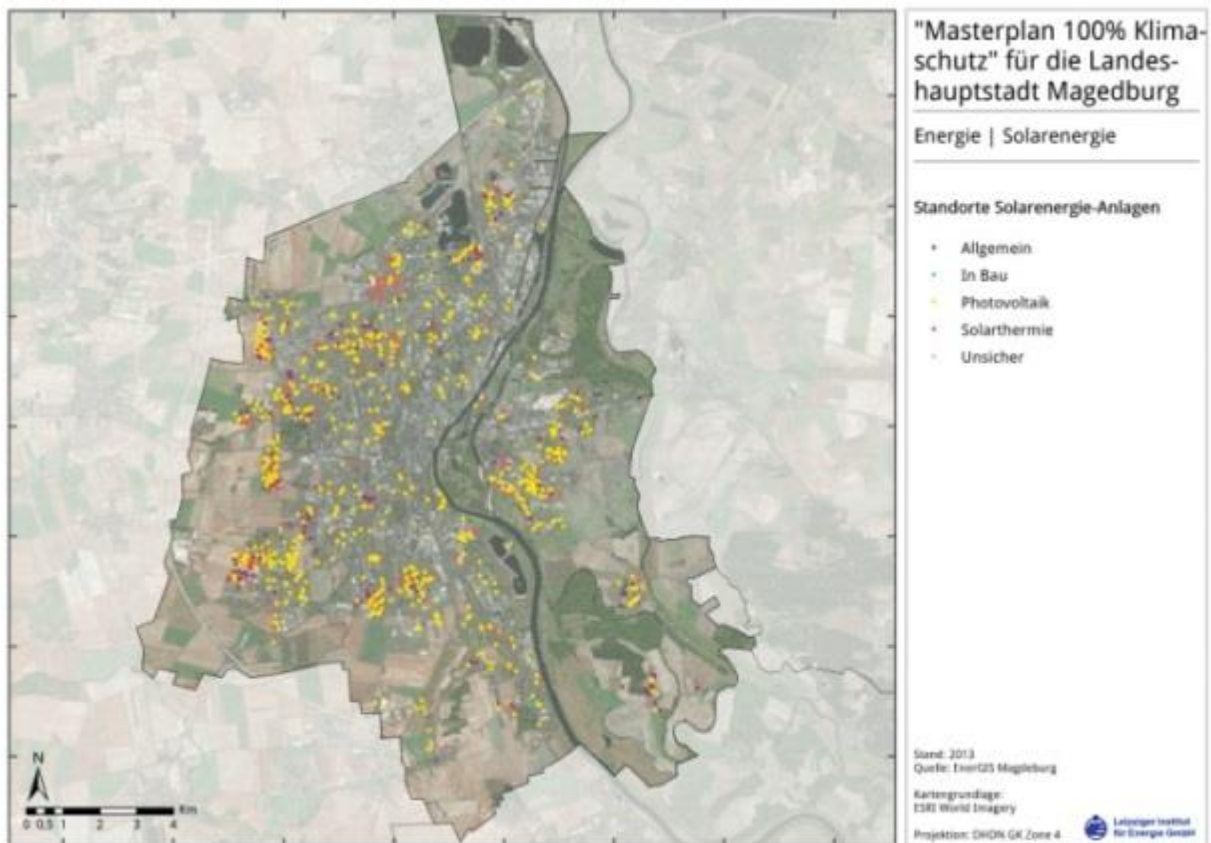 "Masterplan 100% Klima-
schutz" für die Landes-
hauptstadt Magedburg
Energie | Solarenergie
Standorte Solarenergie-Anlagen
Allgemein
In Bau
Photovoltaik
Solarthermie
Unsicher
Stand: 2013
Quelle: EnerGIS Magdeburg
Kartengrundlage:
ESRI World Imagery
Projektion: DHDN GK Zone 4
Leipziger Institut
für Energie GmbH
N
Km
0 0,5 1 2 3 4